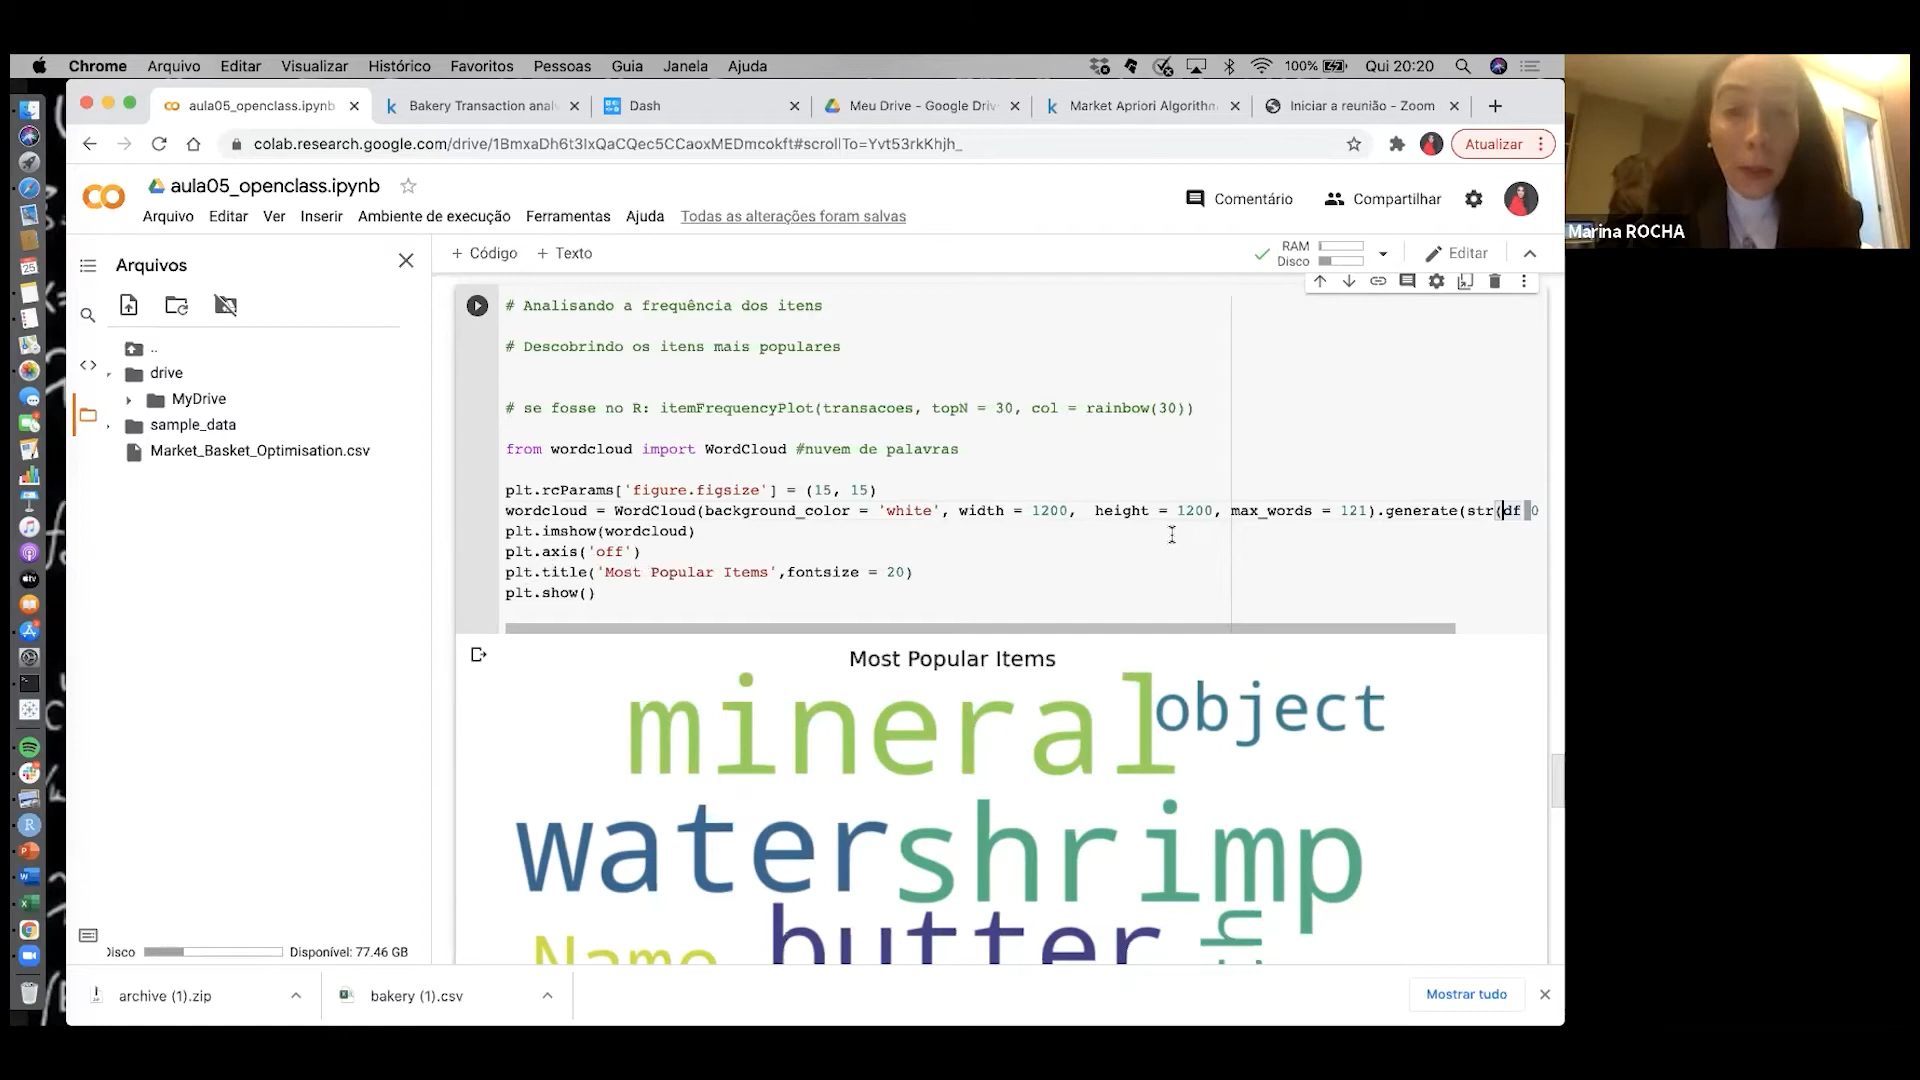 Chrome Arquivo Editar Visualizar Histórico Favoritos Pessoas Guia Janela Ajuda 100% Qui 20:20
aula05_openclass.ipynb Bakery Transaction anal Dash Meu Drive - Google Driv Market Apriori Algorithm Iniciar a reunião - Zoom
colab.research.google.com/drive/1BmxaDh6t3IxQaCQec5CCaoxMEDmcokft#scrollTo=Yvt53rkKhjh_ Atualizar
aula05_openclass.ipynb
Comentário Compartilhar
Arquivo Editar Ver Inserir Ambiente de execução Ferramentas Ajuda Todas as alterações foram salvas
Marina ROCHA
Arquivos
+ Código + Texto RAM Disco Editar
..
drive
MyDrive
sample_data
Market_Basket_Optimisation.csv
# Analisando a frequência dos itens
# Descobrindo os itens mais populares
# se fosse no R: itemFrequencyPlot(transacoes, topN = 30, col = rainbow(30))
from wordcloud import WordCloud #nuvem de palavras
plt.rcParams['figure.figsize'] = (15, 15)
wordcloud = WordCloud(background_color = 'white', width = 1200,  height = 1200, max_words = 121).generate(str(df 0
plt.imshow(wordcloud)
plt.axis('off')
plt.title('Most Popular Items',fontsize = 20)
plt.show()
Most Popular Items
mineral object
water shrimp
Name butter
Disco Disponível: 77.46 GB
archive (1).zip bakery (1).csv Mostrar tudo